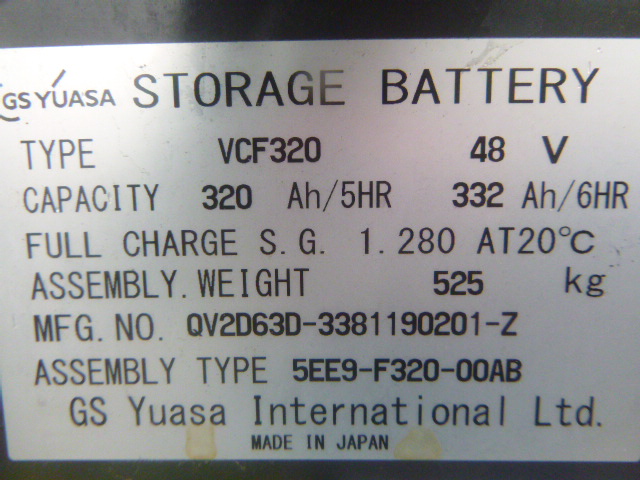 GS YUASA STORAGE BATTERY
TYPE VCF320 48 V
CAPACITY 320 Ah/5HR 332 Ah/6HR
FULL CHARGE S.G. 1.280 AT20℃
ASSEMBLY.WEIGHT 525 kg
MFG.NO. QV2D63D-3381190201-Z
ASSEMBLY TYPE 5EE9-F320-00AB
GS Yuasa International Ltd.
MADE IN JAPAN